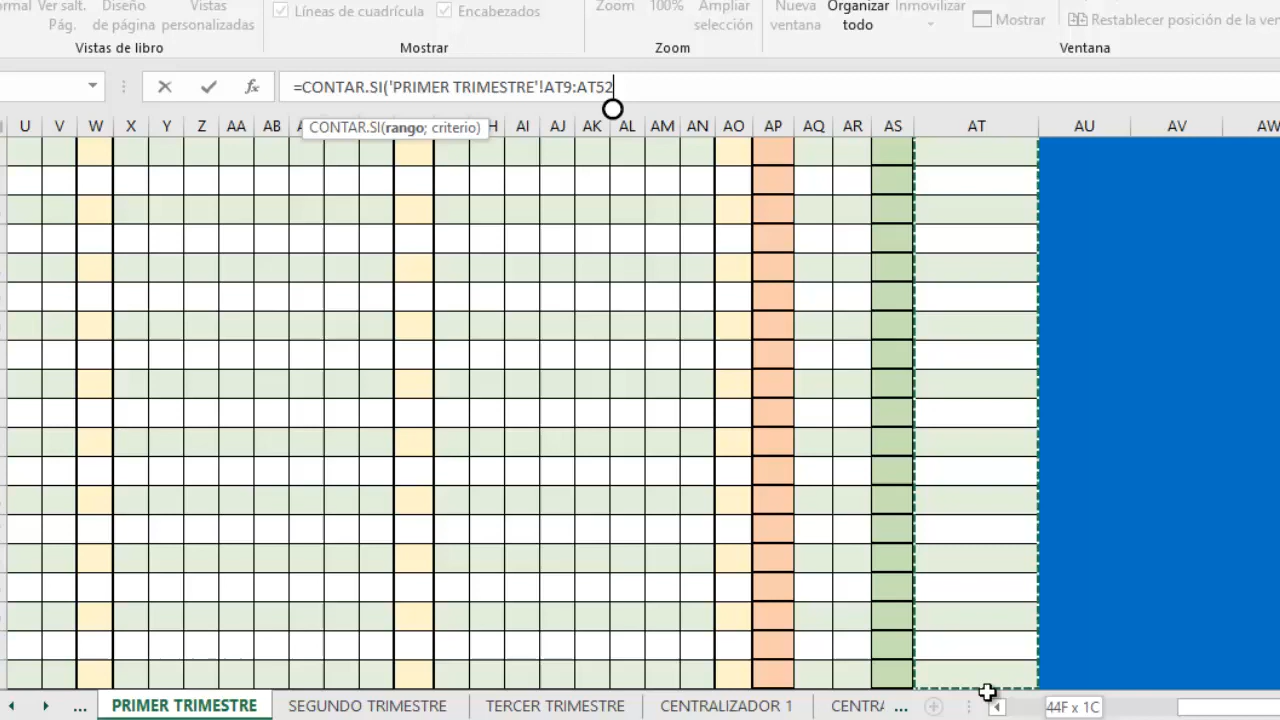 Ver salt. Diseño Vistas Líneas de cuadrícula Encabezados Zoom 100% Ampliar Nueva Organizar Inmovilizar Mostrar Restablecer posición de la
Pág. de página personalizadas selección ventana todo
Vistas de libro Mostrar Zoom Ventana
=CONTAR.SI('PRIMER TRIMESTRE'!AT9:AT52
CONTAR.SI(rango; criterio)
U V W X Y Z AA AB AI AJ AK AL AM AN AO AP AQ AR AS AT AU AV AW
... PRIMER TRIMESTRE SEGUNDO TRIMESTRE TERCER TRIMESTRE CENTRALIZADOR 1 CENTRA ... 44F x 1C